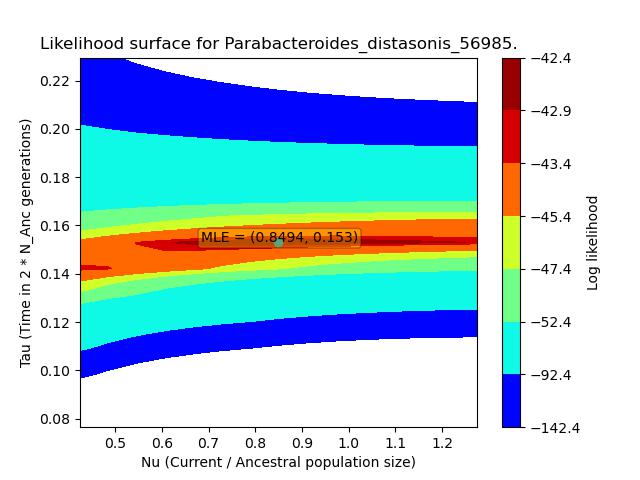 Likelihood surface for Parabacteroides_distasonis_56985.
0.22
0.20
0.18
0.16
0.14
0.12
0.10
0.08
Tau (Time in 2 * N_Anc generations)
MLE = (0.8494, 0.153)
0.5 0.6 0.7 0.8 0.9 1.0 1.1 1.2
Nu (Current / Ancestral population size)
−42.4
−42.9
−43.4
−45.4
−47.4
−52.4
−92.4
−142.4
Log likelihood